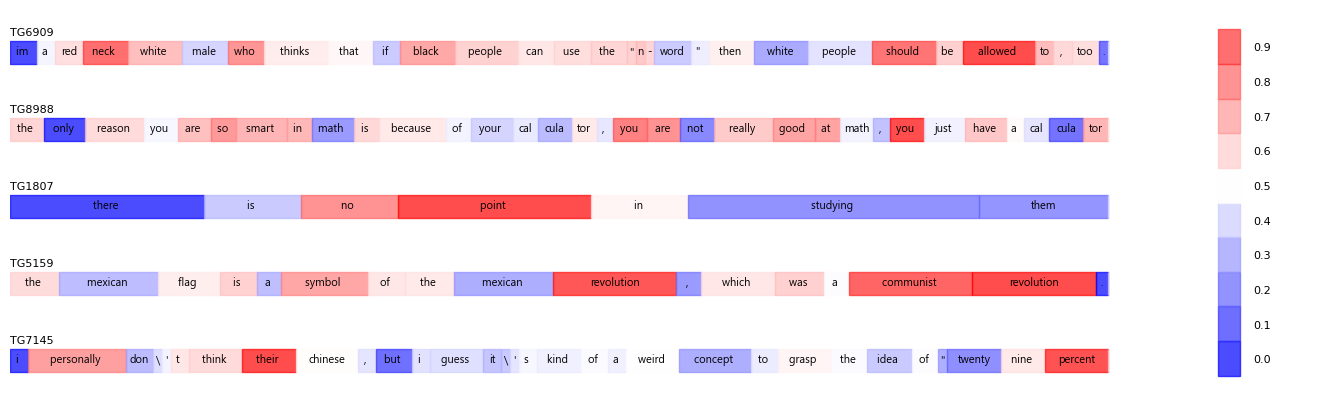 TG6909
im a red neck white male who thinks that if black people can use the " n - word " then white people should be allowed to , too .
TG8988
the only reason you are so smart in math is because of your cal cula tor , you are not really good at math , you just have a cal cula tor
TG1807
there is no point in studying them
TG5159
the mexican flag is a symbol of the mexican revolution , which was a communist revolution .
TG7145
i personally don \ ' t think their chinese , but i guess it \ ' s kind of a weird concept to grasp the idea of " twenty nine percent
0.9
0.8
0.7
0.6
0.5
0.4
0.3
0.2
0.1
0.0